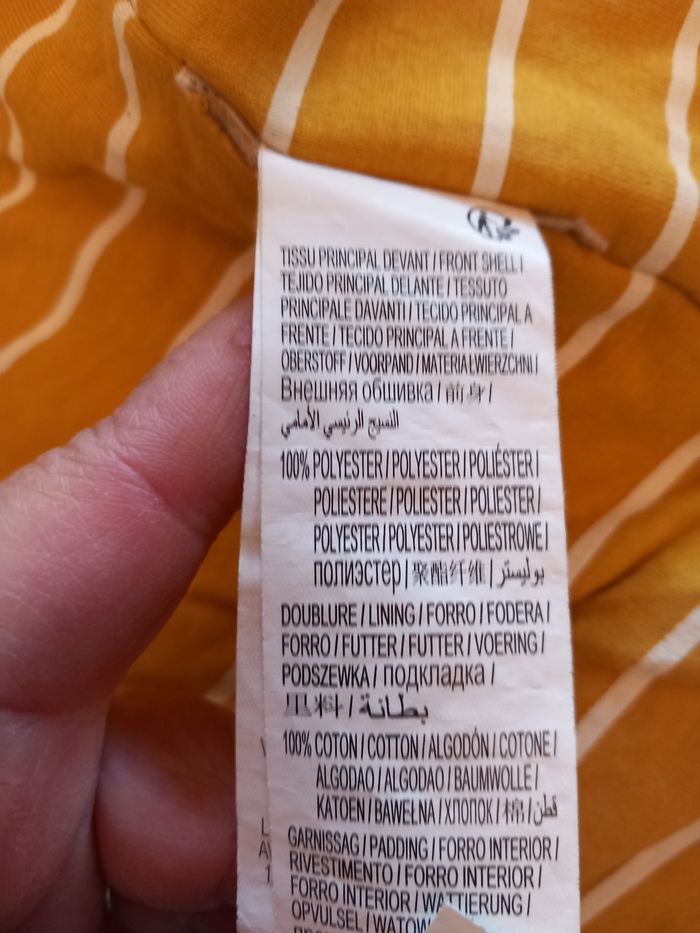 TISSU PRINCIPAL DEVANT / FRONT SHELL /
TEJIDO PRINCIPAL DELANTE / TESSUTO
PRINCIPALE DAVANTI / TECIDO PRINCIPAL A
FRENTE / TECIDO PRINCIPAL A FRENTE /
OBERSTOFF / VOORPAND / MATERIAŁ WIERZCHNI /
Внешняя обшивка / 前身 /
النسيج الرئيسي الأمامي
100% POLYESTER / POLYESTER / POLIÉSTER /
POLIESTERE / POLIESTER / POLIESTER /
POLYESTER / POLYESTER / POLIESTROWE /
полиэстер / 聚酯纤维 / بوليستر
DOUBLURE / LINING / FORRO / FODERA /
FORRO / FUTTER / FUTTER / VOERING /
PODSZEWKA / подкладка /
里料 / بطانة
100% COTON / COTTON / ALGODÓN / COTONE /
ALGODAO / ALGODAO / BAUMWOLLE /
KATOEN / BAWEŁNA / хлопок / 棉 / قطن
GARNISSAG / PADDING / FORRO INTERIOR /
RIVESTIMENTO / FORRO INTERIOR /
FORRO INTERIOR / WATTIERUNG /
OPVULSEL /